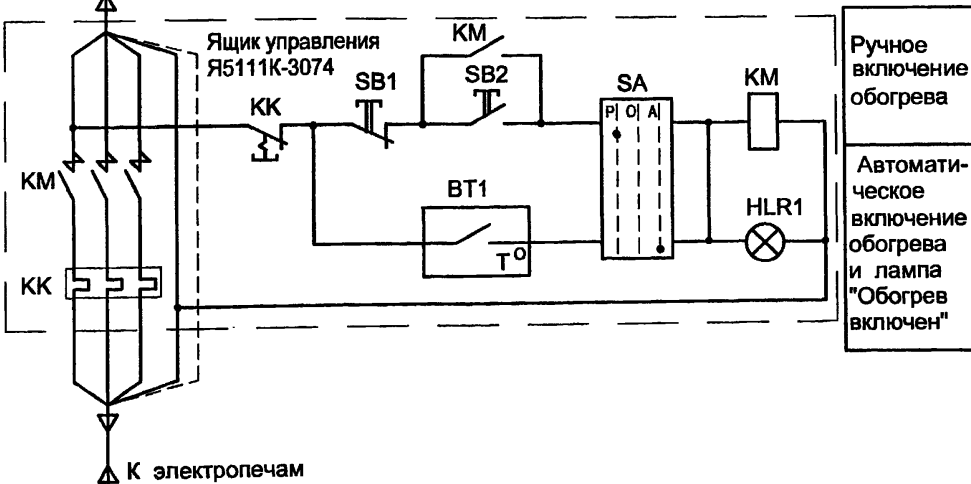 Ящик управления
Я5111К-3074
КМ
SB1
SB2
КК
SA
КМ
Р О А
КМ
ВТ1
HLR1
КК
Т°
К электропечам
Ручное
включение
обогрева
Автомати-
ческое
включение
обогрева
и лампа
"Обогрев
включен"